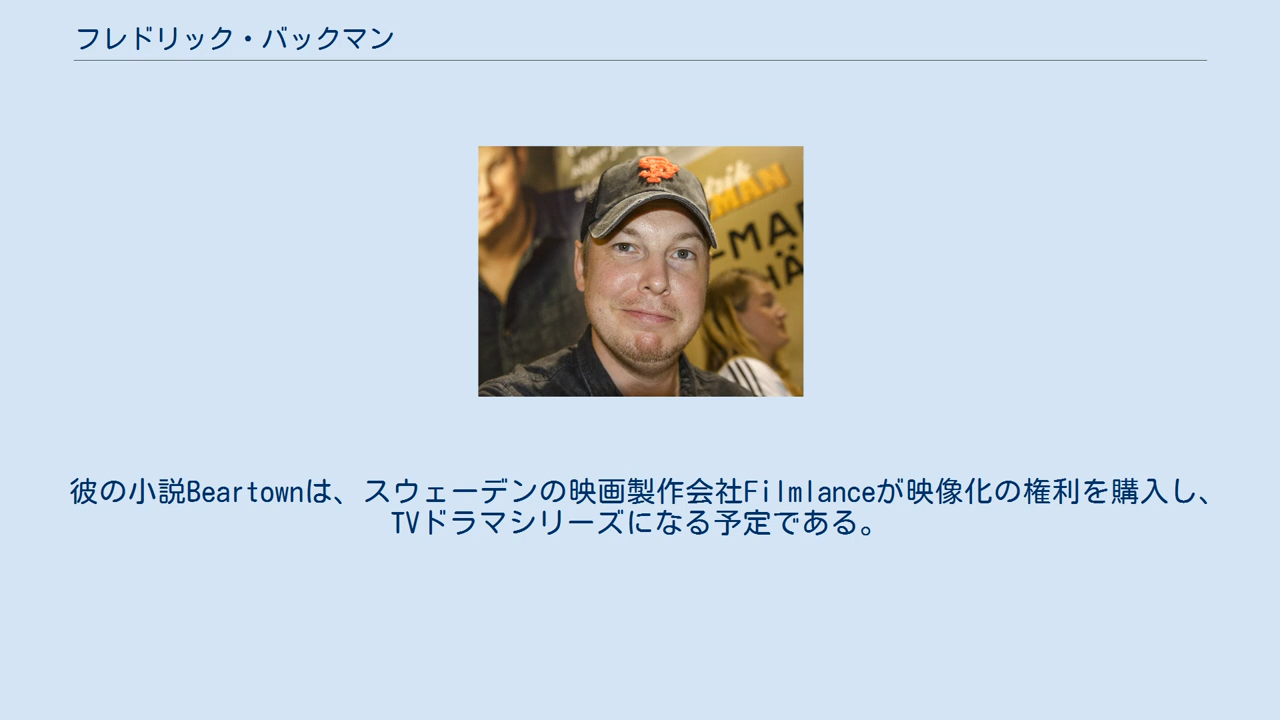 フレドリック・バックマン
MAN
-MA
HÄ
彼の小説Beartownは、スウェーデンの映画製作会社Filmlanceが映像化の権利を購入し、
TVドラマシリーズになる予定である。